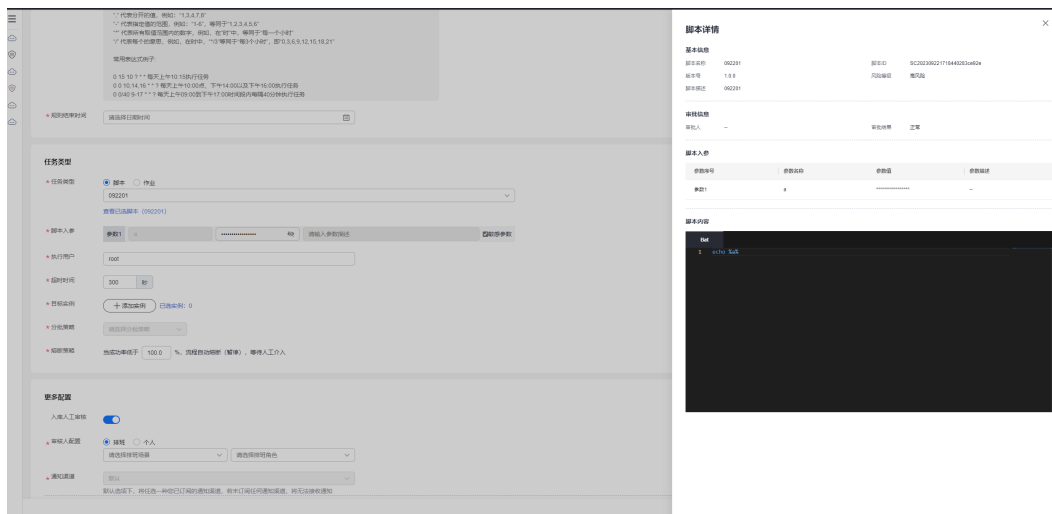 "," 代表分开的值，例如："1,3,4,7,8"
"-" 代表指定值的范围，例如："1-6"，等同于"1,2,3,4,5,6"
"*" 代表所有取值范围内的数字，例如，在"时"中，等同于"每一个小时"
"/" 代表每个的意思，例如，在时中，"*/3"等同于"每3个小时"，即"0,3,6,9,12,15,18,21"
常用表达式例子：
0 15 10 ? * * 每天上午10:15执行任务
0 0 10,14,16 * * ? 每天上午10:00点，下午14:00以及下午16:00执行任务
0 0/40 9-17 * * ? 每天上午09:00到下午17:00时间段内每隔40分钟执行任务
* 规则结束时间 请选择日期时间
任务类型
* 任务类型 脚本 作业
092201
查看已选脚本（092201）
* 脚本入参 参数1 a ••••••••••••••••• 请输入参数描述 敏感参数
* 执行用户 root
* 超时时间 300 秒
* 目标实例 + 添加实例 已选实例：0
* 分批策略 请选择分批策略
* 熔断策略 当成功率低于 100.0 %，流程自动熔断（暂停），等待人工介入
更多配置
入库人工审核
* 审核人配置 排班 个人
请选择排班场景 请选择排班角色
* 通知渠道 默认
默认选项下，将任选一种您已订阅的通知渠道，若未订阅任何通知渠道，将无法接收通知
脚本详情
基本信息
脚本名称 092201 脚本ID SC2023092217184402​83ce92e
版本号 1.0.0 风险等级 高风险
脚本描述 092201
审批信息
审批人 -- 审批结果 正常
脚本入参
参数序号 参数名称 参数值 参数描述
参数1 a **************** --
脚本内容
Bat
1 echo %a%